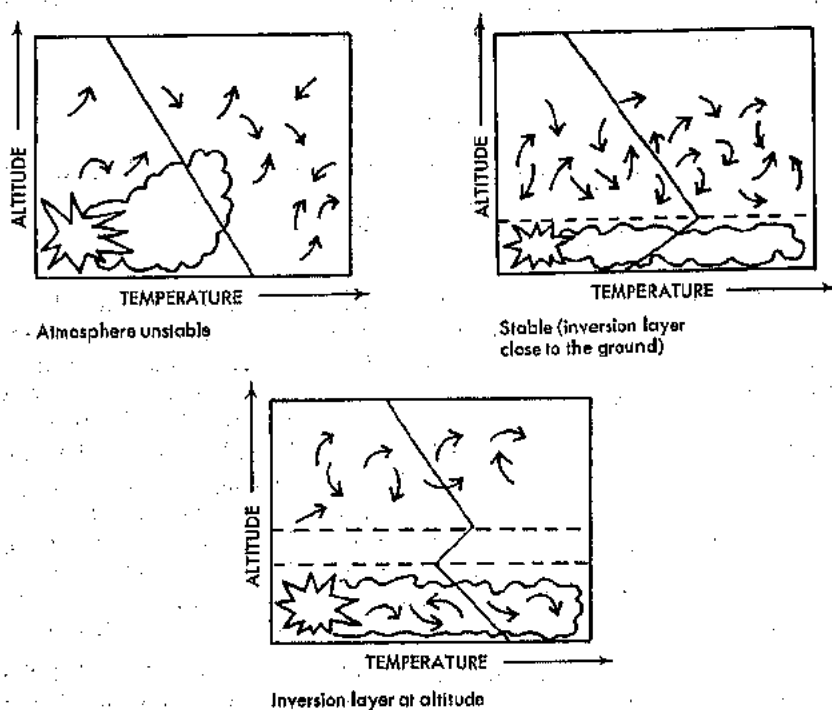 ALTITUDE
TEMPERATURE
Atmosphere unstable
ALTITUDE
TEMPERATURE
Stable (inversion layer
close to the ground)
ALTITUDE
TEMPERATURE
Inversion layer at altitude